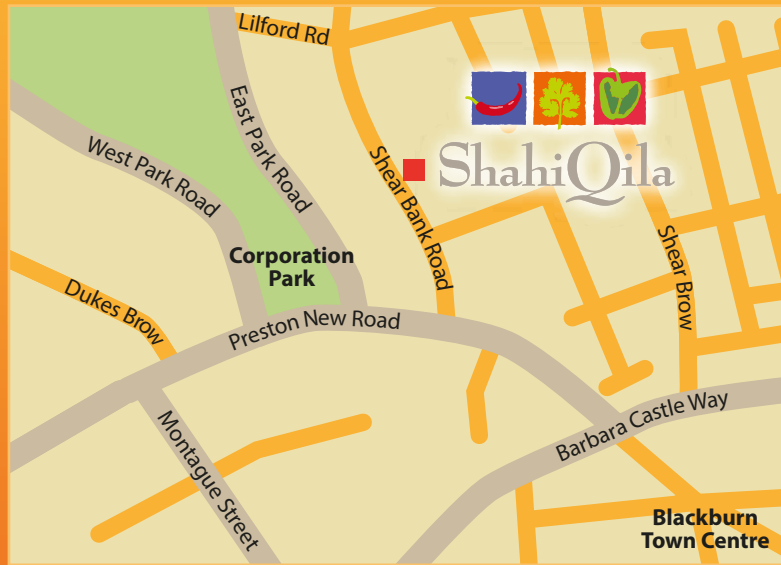 Lilford Rd
East Park Road
West Park Road
Shear Bank Road
ShahiQila
Corporation
Park
Shear Brow
Dukes Brow
Preston New Road
Barbara Castle Way
Montague Street
Blackburn
Town Centre